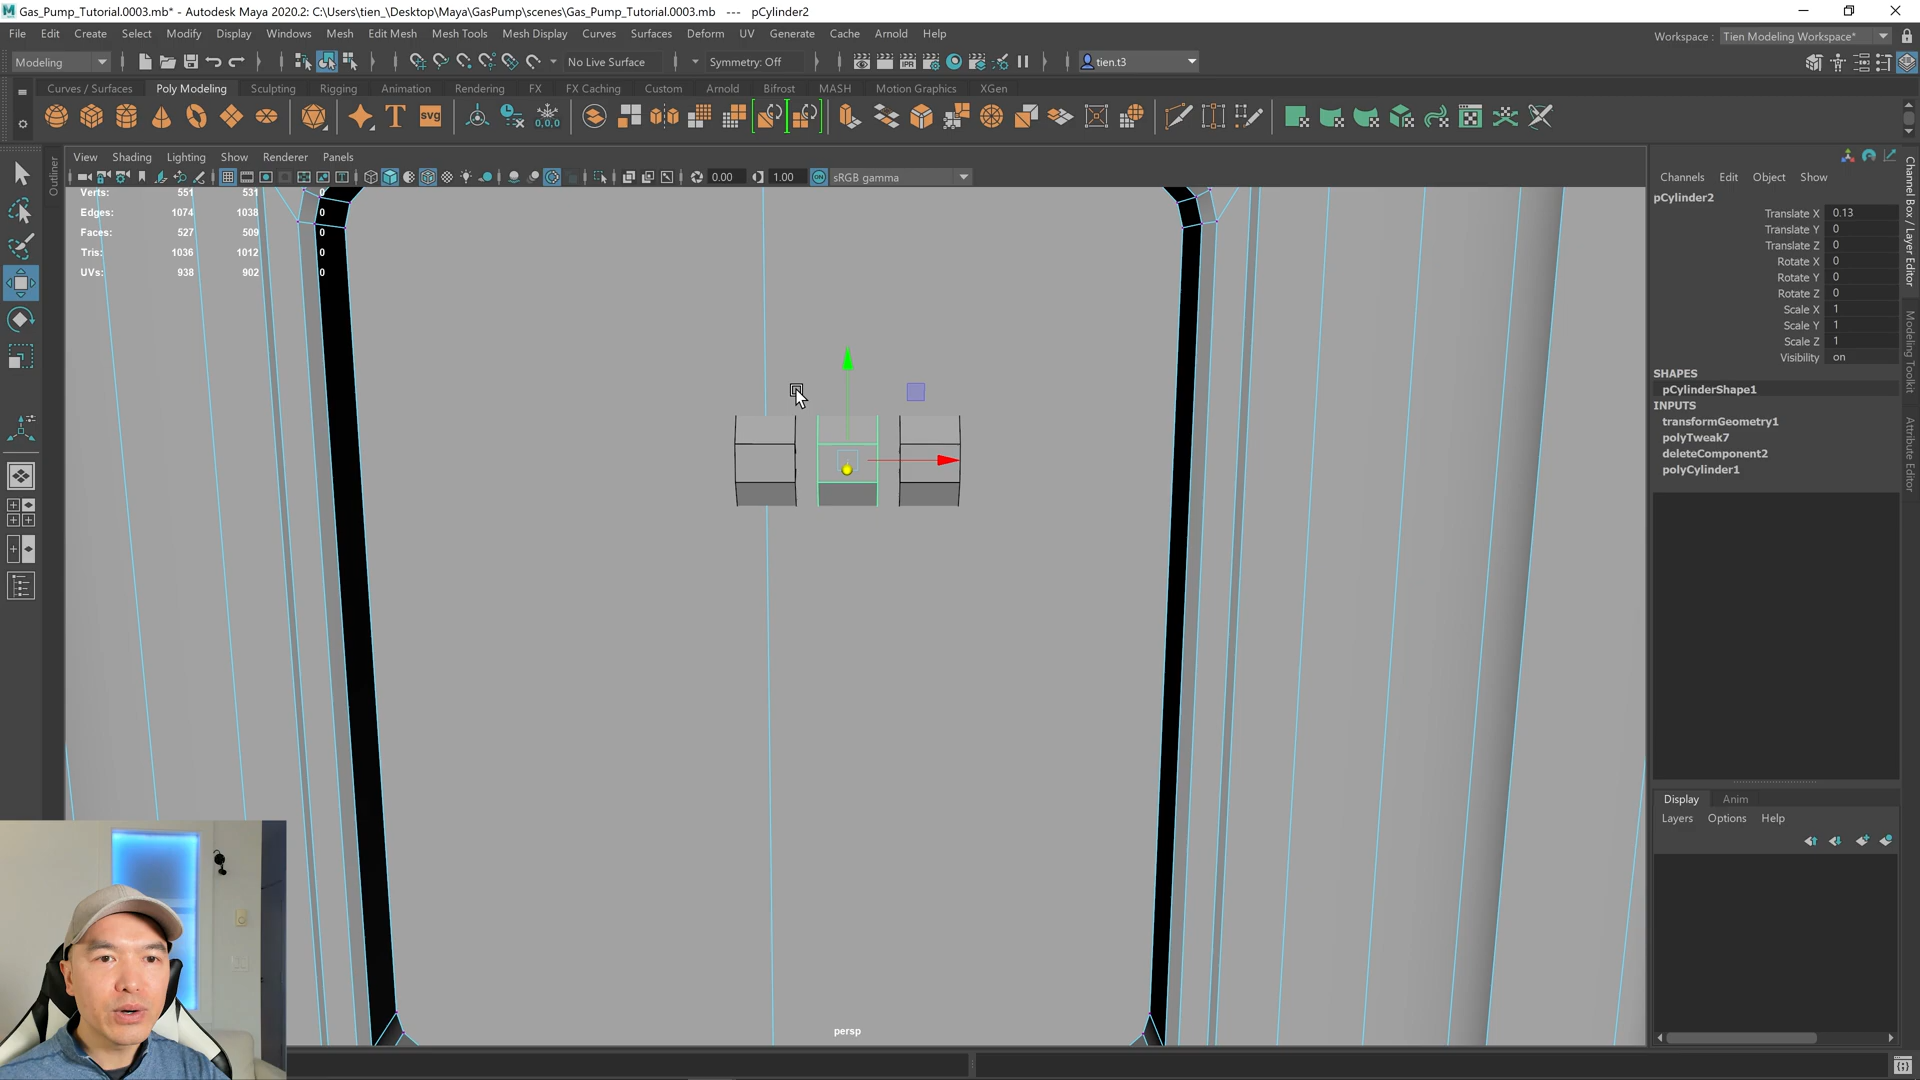 Gas_Pump_Tutorial.0003.mb* - Autodesk Maya 2020.2: C:\Users\tien_\Desktop\Maya\GasPump\scenes\Gas_Pump_Tutorial.0003.mb --- pCylinder2
File Edit Create Select Modify Display Windows Mesh Edit Mesh Mesh Tools Mesh Display Curves Surfaces Deform UV Generate Cache Arnold Help
Workspace : Tien Modeling Workspace*
Modeling No Live Surface Symmetry: Off tien.t3
Curves / Surfaces Poly Modeling Sculpting Rigging Animation Rendering FX FX Caching Custom Arnold Bifrost MASH Motion Graphics XGen
T svg 0,0,0
Outliner
View Shading Lighting Show Renderer Panels
0.00 1.00 ON sRGB gamma
Verts: 551 531 0
Edges: 1074 1038 0
Faces: 527 509 0
Tris: 1036 1012 0
UVs: 938 902 0
persp
Channels Edit Object Show
pCylinder2
Translate X 0.13
Translate Y 0
Translate Z 0
Rotate X 0
Rotate Y 0
Rotate Z 0
Scale X 1
Scale Y 1
Scale Z 1
Visibility on
SHAPES
pCylinderShape1
INPUTS
transformGeometry1
polyTweak7
deleteComponent2
polyCylinder1
Display Anim
Layers Options Help
Channel Box / Layer Editor
Modeling Toolkit
Attribute Editor